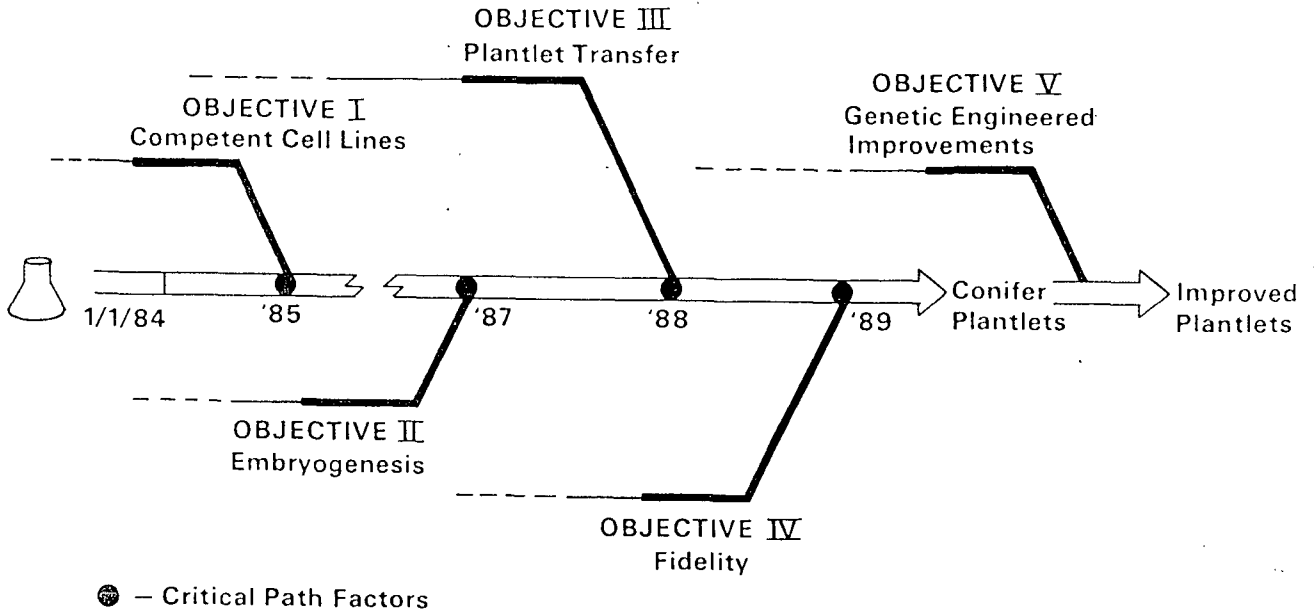 OBJECTIVE III
Plantlet Transfer
OBJECTIVE I
Competent Cell Lines
OBJECTIVE V
Genetic Engineered
Improvements
1/1/84
'85
'87
'88
'89
Conifer
Plantlets
Improved
Plantlets
OBJECTIVE II
Embryogenesis
OBJECTIVE IV
Fidelity
– Critical Path Factors